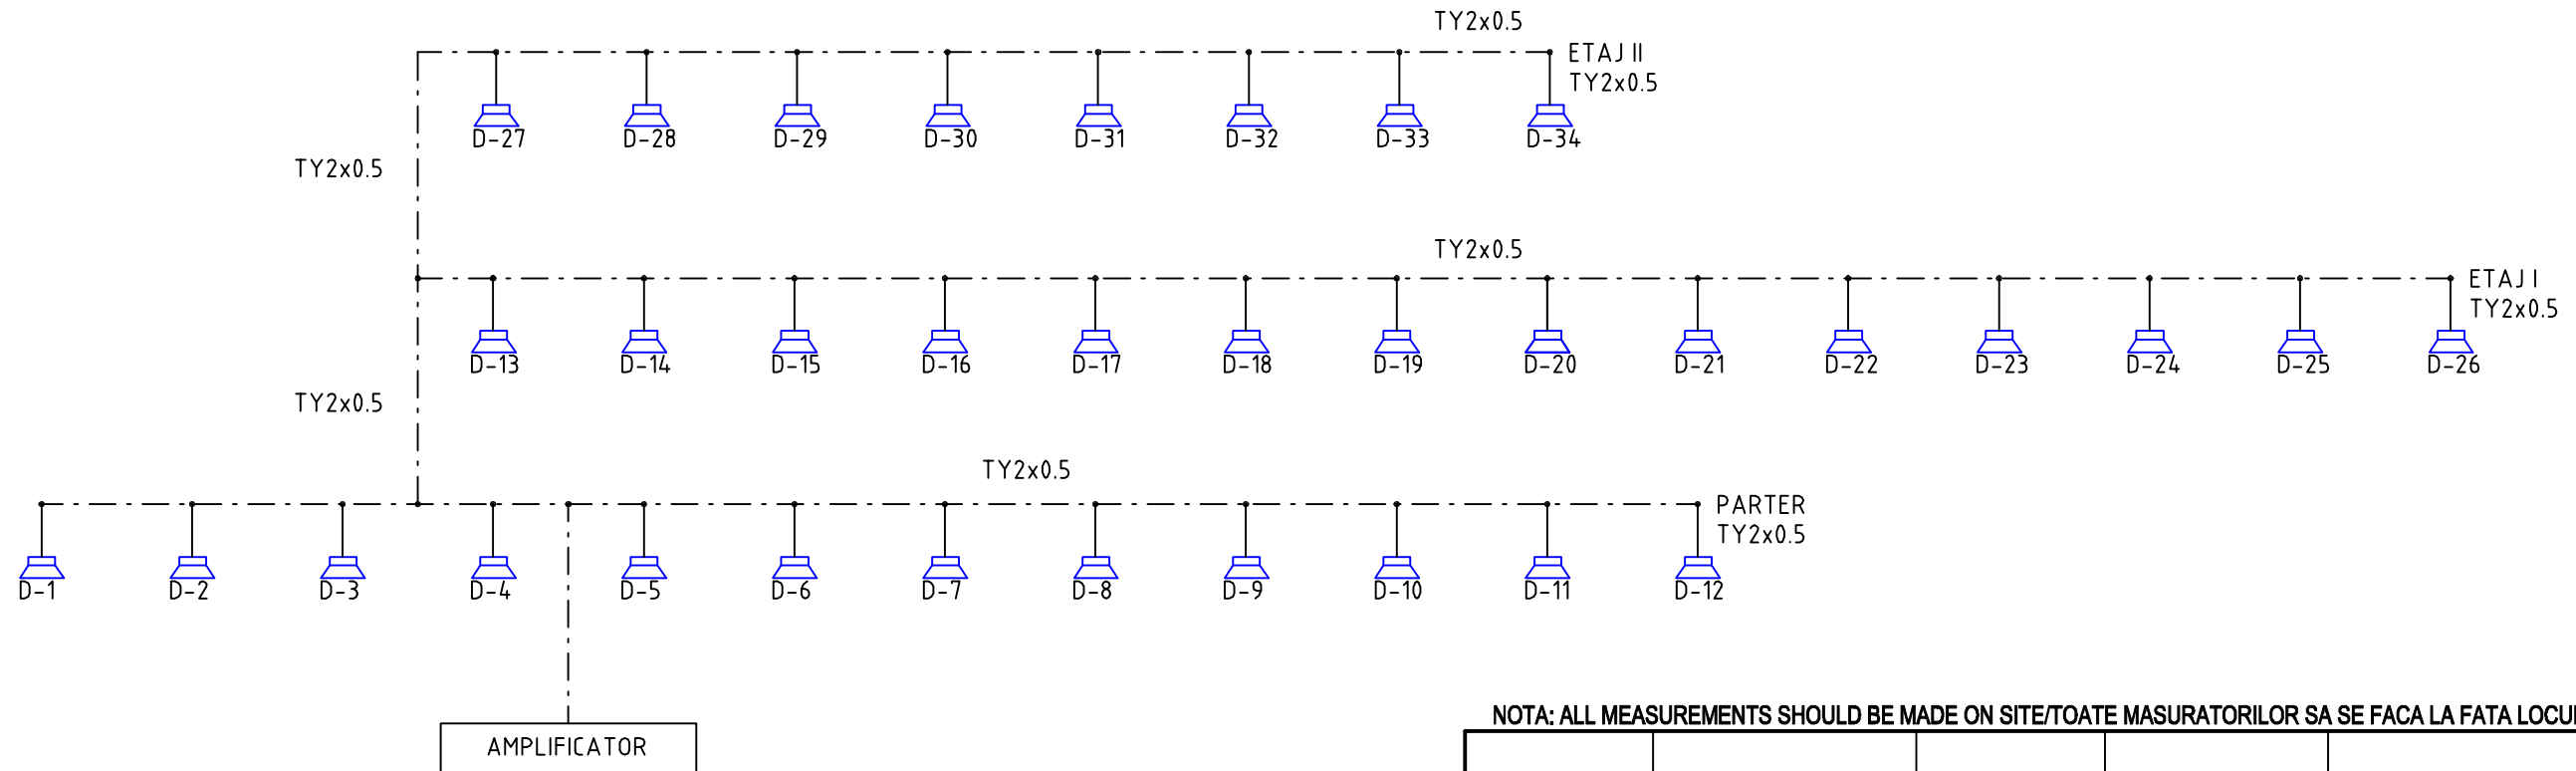 TY2x0.5
ETAJ II
TY2x0.5
D-27 D-28 D-29 D-30 D-31 D-32 D-33 D-34
TY2x0.5
TY2x0.5
ETAJ I
TY2x0.5
D-13 D-14 D-15 D-16 D-17 D-18 D-19 D-20 D-21 D-22 D-23 D-24 D-25 D-26
TY2x0.5
TY2x0.5
PARTER
TY2x0.5
D-1 D-2 D-3 D-4 D-5 D-6 D-7 D-8 D-9 D-10 D-11 D-12
NOTA: ALL MEASUREMENTS SHOULD BE MADE ON SITE/TOATE MASURATORILOR SA SE FACA LA FATA
AMPLIFICATOR